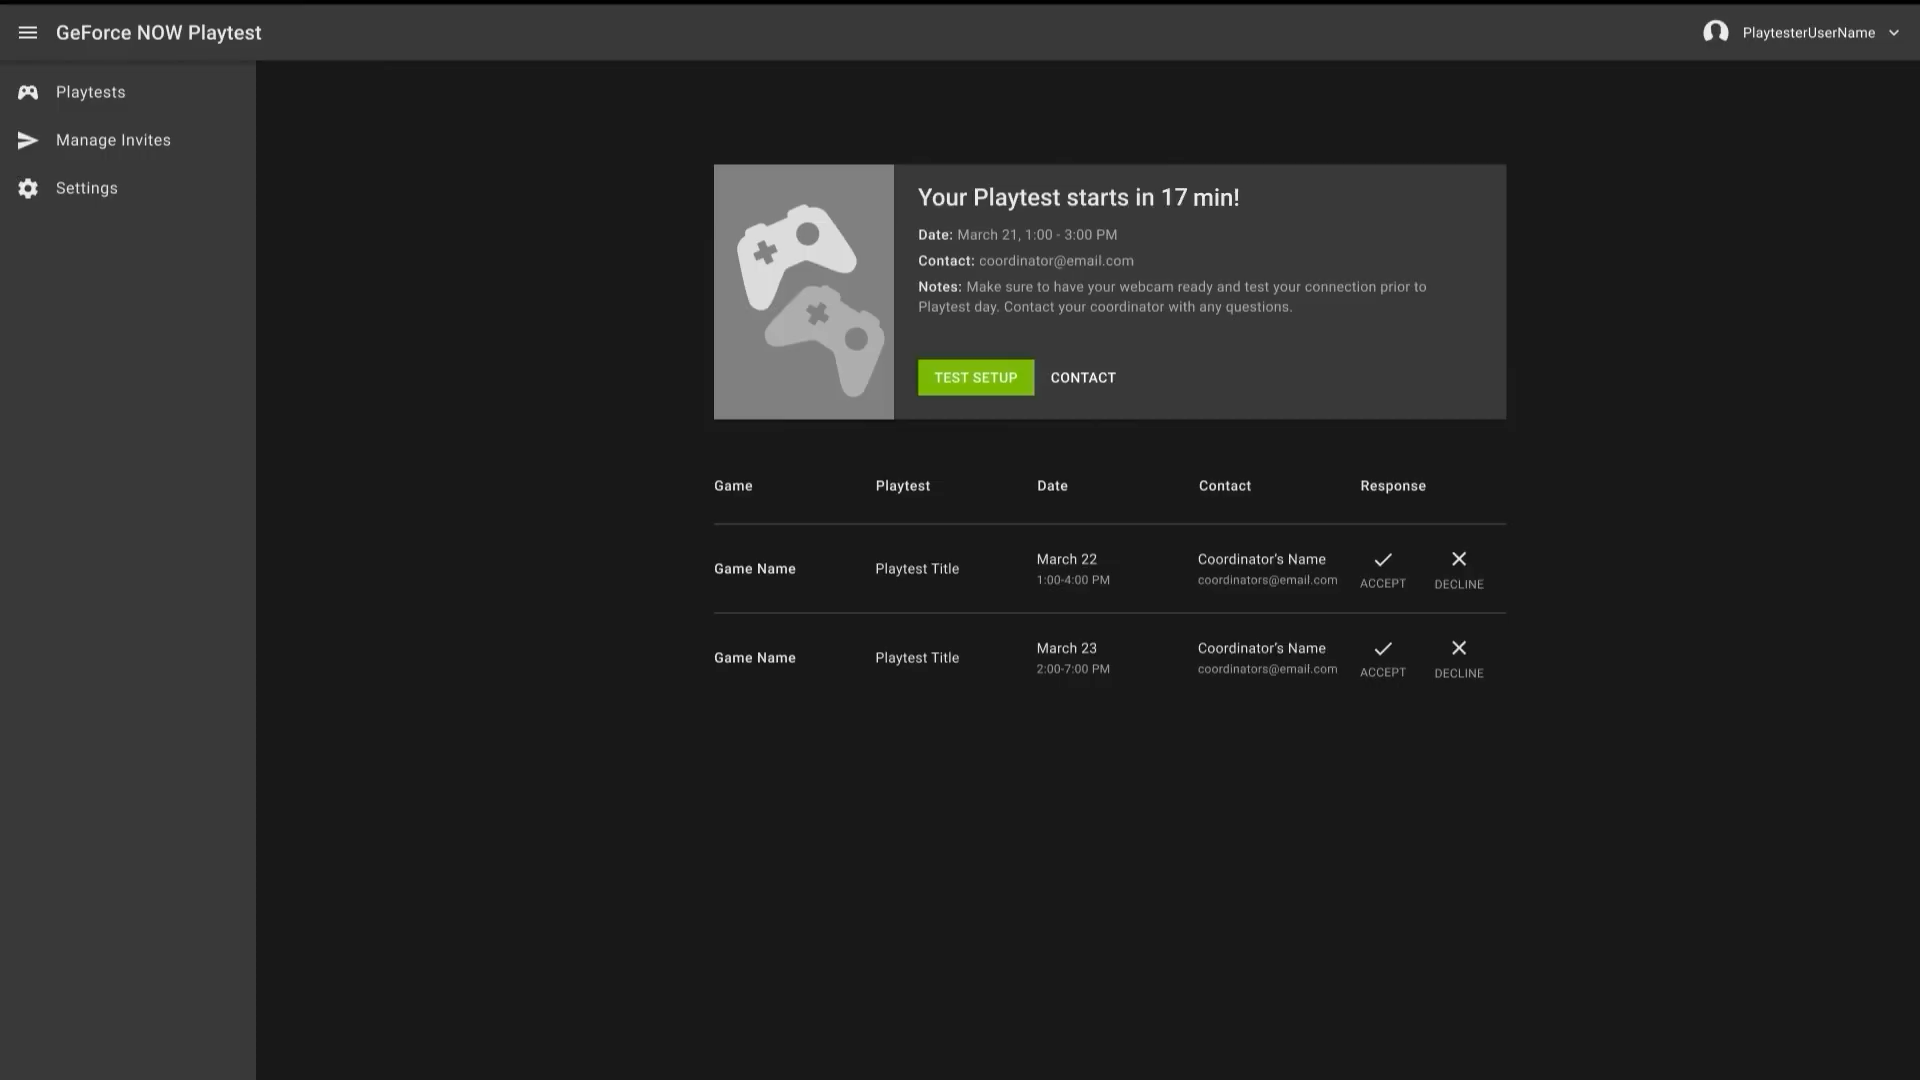 GeForce NOW Playtest
PlaytesterUserName
Playtests
Manage Invites
Settings
Your Playtest starts in 17 min!
Date: March 21, 1:00 - 3:00 PM
Contact: coordinator@email.com
Notes: Make sure to have your webcam ready and test your connection prior to
Playtest day. Contact your coordinator with any questions.
TEST SETUP CONTACT
Game Playtest Date Contact Response
Game Name
Playtest Title
March 22
1:00-4:00 PM
Coordinator's Name
coordinators@email.com
ACCEPT
DECLINE
Game Name
Playtest Title
March 23
2:00-7:00 PM
Coordinator's Name
coordinators@email.com
ACCEPT
DECLINE